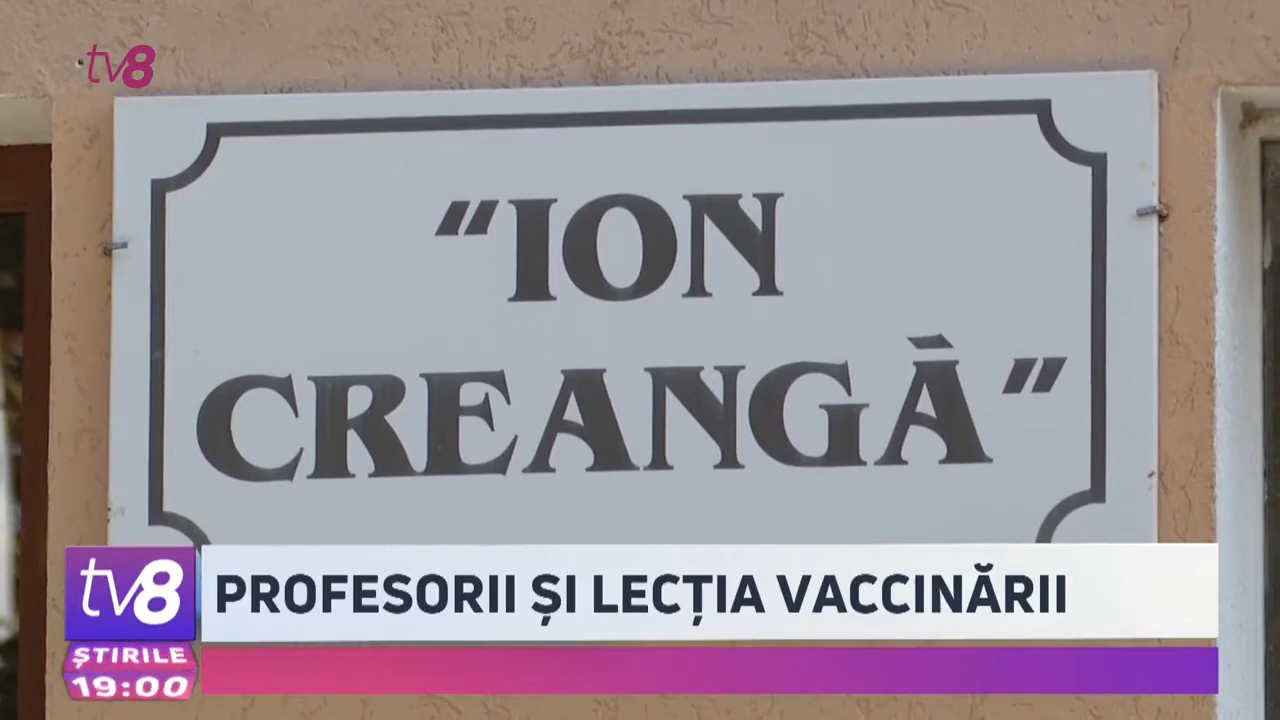 tv8
“ION
CREANGĂ”
tv8
PROFESORII ȘI LECȚIA VACCINĂRII
ȘTIRILE
19:00